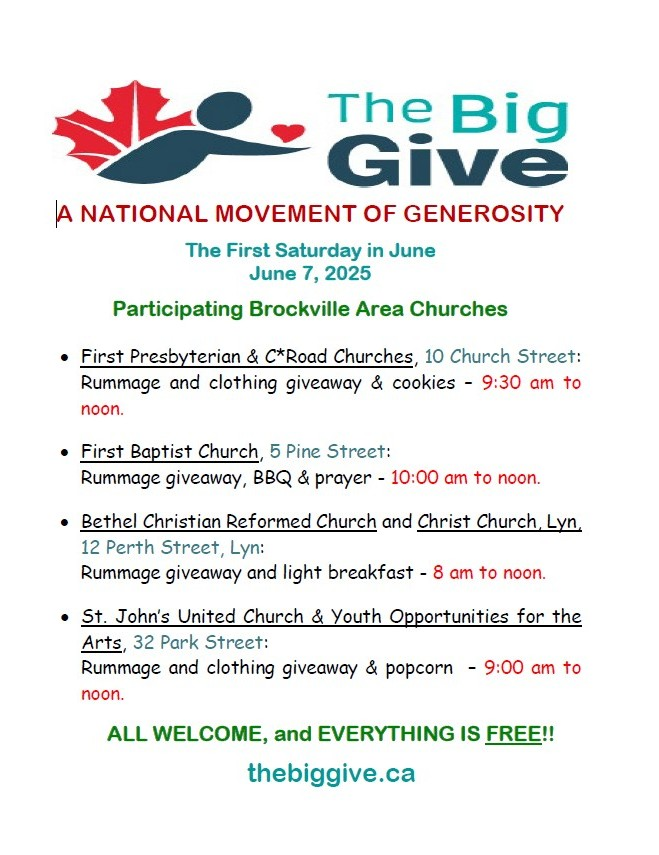 The Big
Give
A NATIONAL MOVEMENT OF GENEROSITY
The First Saturday in June
June 7, 2025
Participating Brockville Area Churches
• First Presbyterian & C*Road Churches, 10 Church Street:
Rummage and clothing giveaway & cookies – 9:30 am to
noon.
• First Baptist Church, 5 Pine Street:
Rummage giveaway, BBQ & prayer - 10:00 am to noon.
• Bethel Christian Reformed Church and Christ Church, Lyn,
12 Perth Street, Lyn:
Rummage giveaway and light breakfast - 8 am to noon.
• St. John's United Church & Youth Opportunities for the
Arts, 32 Park Street:
Rummage and clothing giveaway & popcorn – 9:00 am to
noon.
ALL WELCOME, and EVERYTHING IS FREE!!
thebiggive.ca